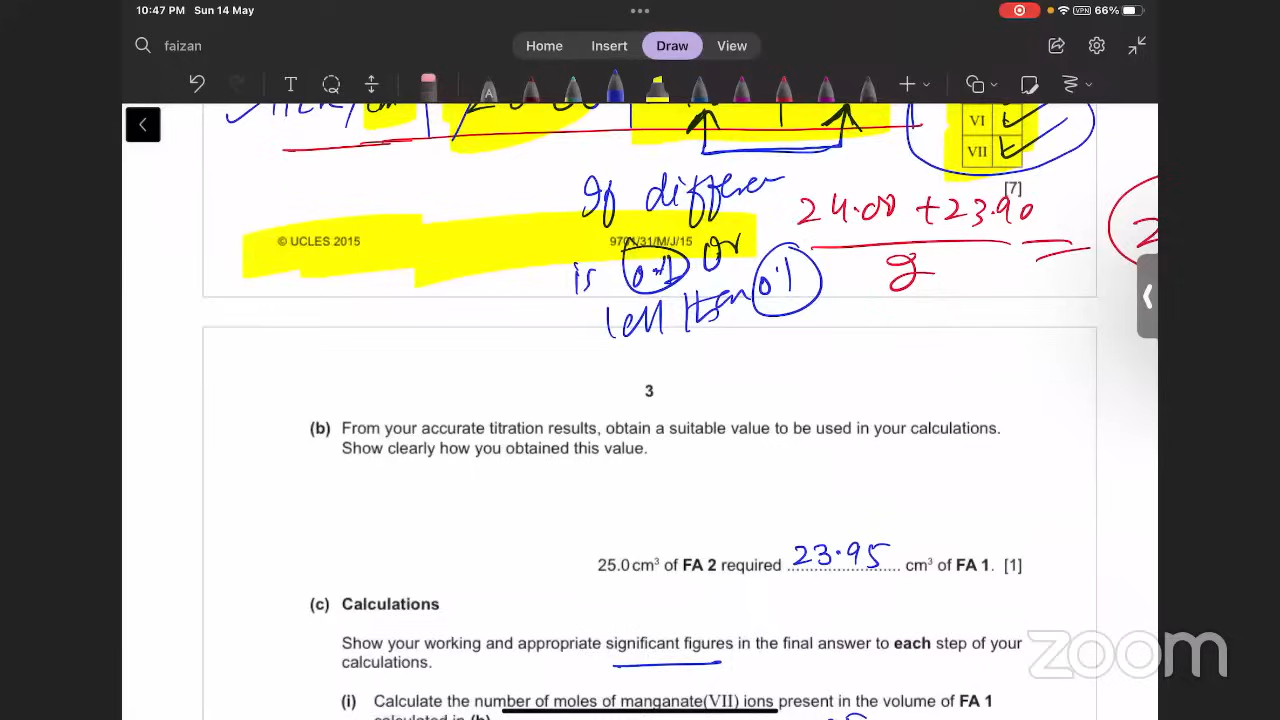 10:47 PM Sun 14 May
66%
VPN
faizan
Home Insert Draw View
VI
VII
[7]
If differen
is 0.1 or
less than 0.1
24.00 + 23.90
2
=
2
© UCLES 2015
9701/31/M/J/15
3
(b) From your accurate titration results, obtain a suitable value to be used in your calculations.
Show clearly how you obtained this value.
25.0 cm³ of FA 2 required 23.95 cm³ of FA 1. [1]
(c) Calculations
Show your working and appropriate significant figures in the final answer to each step of your
calculations.
(i) Calculate the number of moles of manganate(VII) ions present in the volume of FA 1
calculated in (b).
zoom